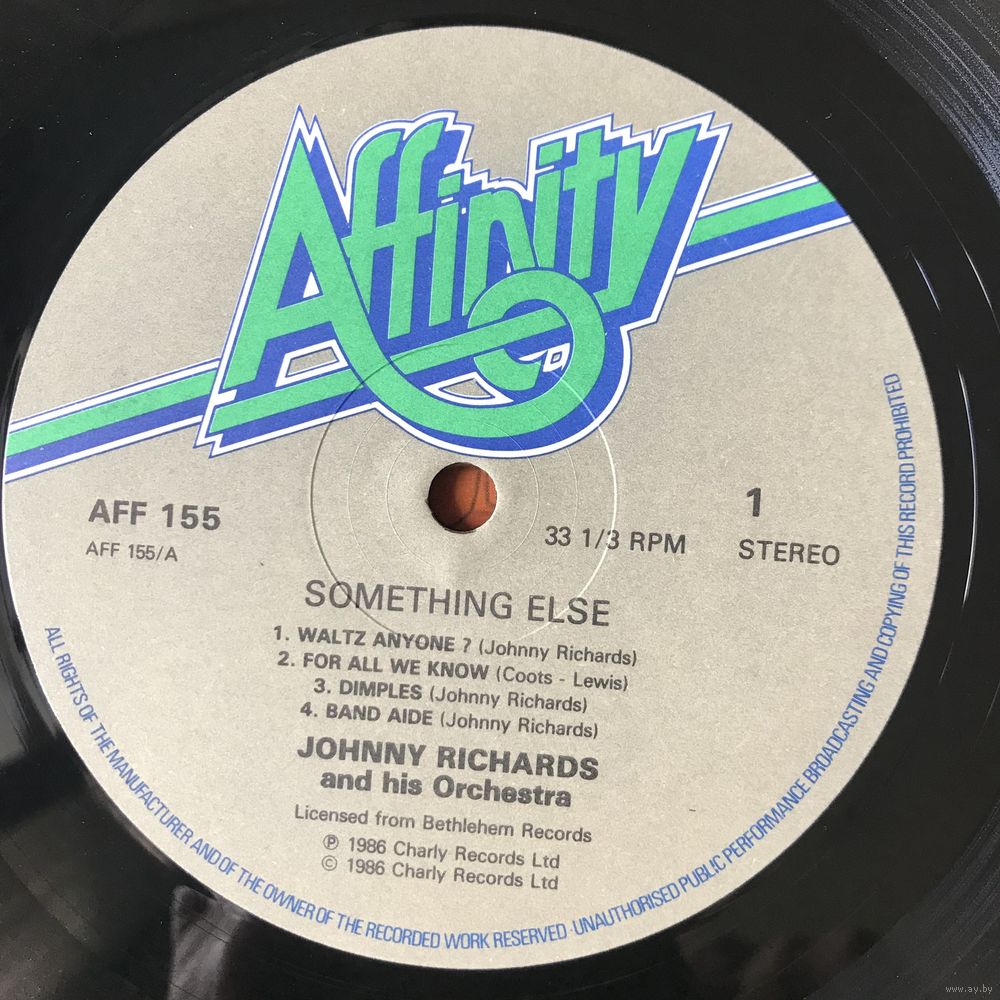 Affinity
AFF 155
AFF 155/A
33 1/3 RPM
1
STEREO
SOMETHING ELSE
1. WALTZ ANYONE ? (Johnny Richards)
2. FOR ALL WE KNOW (Coots - Lewis)
3. DIMPLES (Johnny Richards)
4. BAND AIDE (Johnny Richards)
JOHNNY RICHARDS
and his Orchestra
Licensed from Bethlehem Records
℗ 1986 Charly Records Ltd
© 1986 Charly Records Ltd
ALL RIGHTS OF THE MANUFACTURER AND OF THE OWNER OF THE RECORDED WORK RESERVED · UNAUTHORISED PUBLIC PERFORMANCE BROADCASTING AND COPYING OF THIS RECORD PROHIBITED
www.ay.by